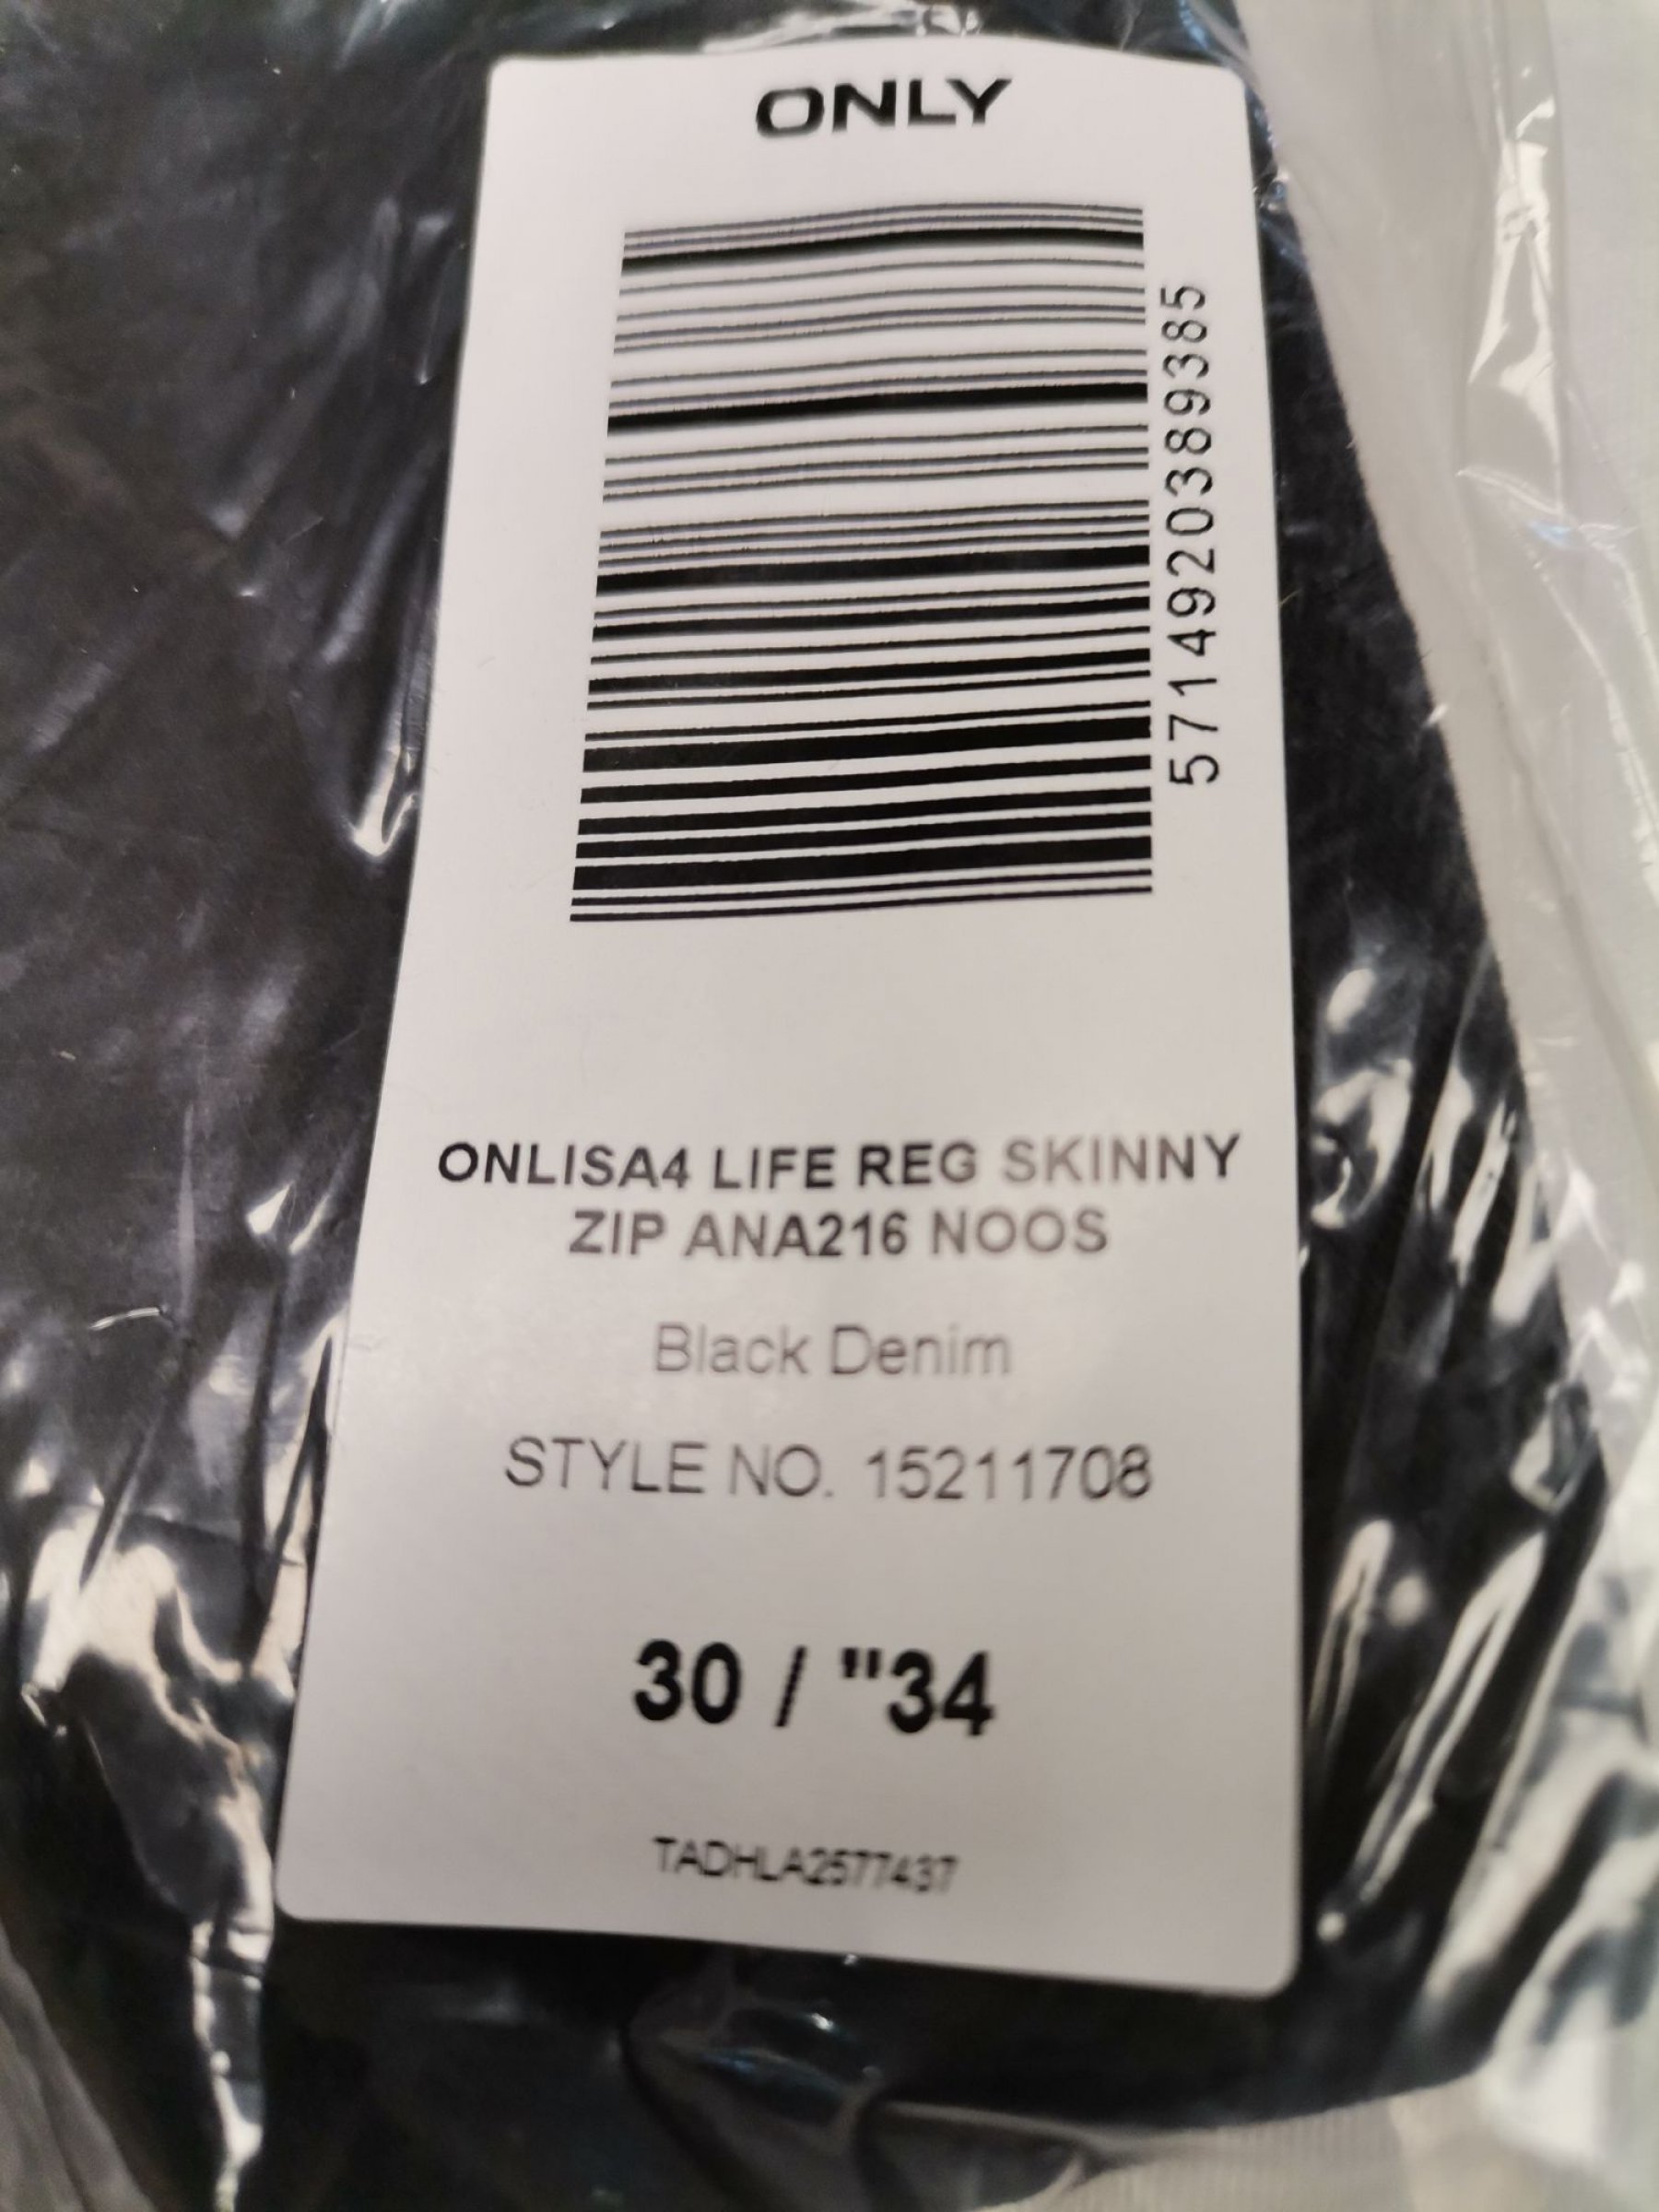 ONLY
5714920389385
ONLISA4 LIFE REG SKINNY
ZIP ANA216 NOOS
Black Denim
STYLE NO. 15211708
30 / "34
TADHLA2577437